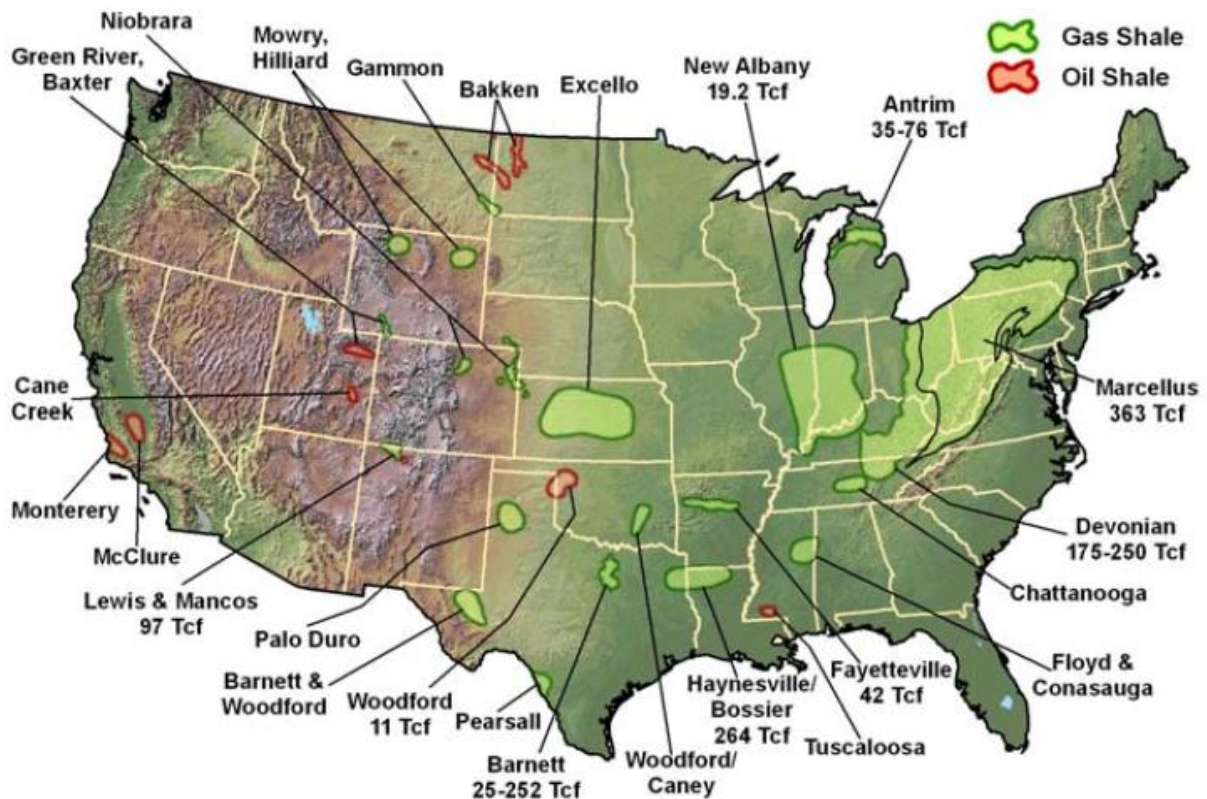 Niobrara
Green River,
Baxter
Mowry,
Hilliard
Gammon
Bakken
Excello
New Albany
19.2 Tcf
Antrim
35-76 Tcf
Gas Shale
Oil Shale
Cane
Creek
Marcellus
363 Tcf
Monterery
McClure
Devonian
175-250 Tcf
Lewis & Mancos
97 Tcf
Palo Duro
Chattanooga
Barnett &
Woodford
Woodford
11 Tcf
Pearsall
Barnett
25-252 Tcf
Woodford/
Caney
Haynesville/
Bossier
264 Tcf
Fayetteville
42 Tcf
Tuscaloosa
Floyd &
Conasauga